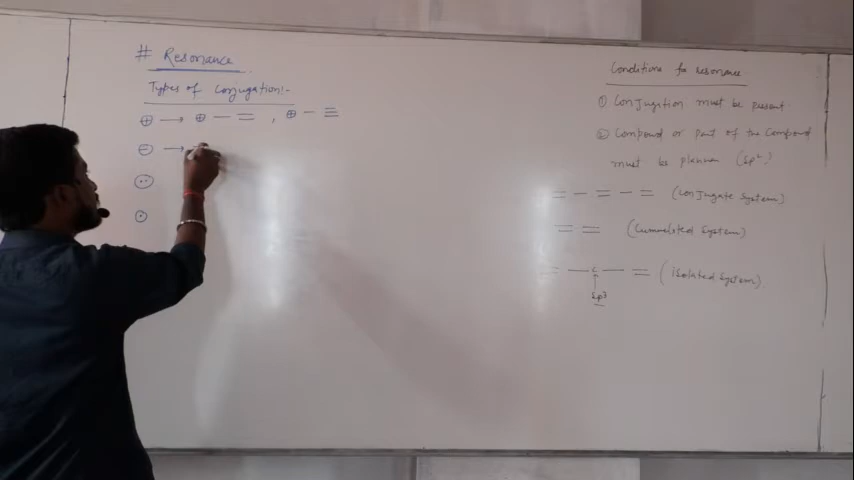 # Resonance
Types of Conjugation:-
⊕ → ⊕ — = , ⊕ — ≡
⊖ →
⊙
Conditions for resonance
① Conjugation must be present
② Compound or part of the Compound
must be planar (Sp²)
= — = — = (Conjugate System)
= = (Cummulated System)
= — C — = (isolated System)
Sp³